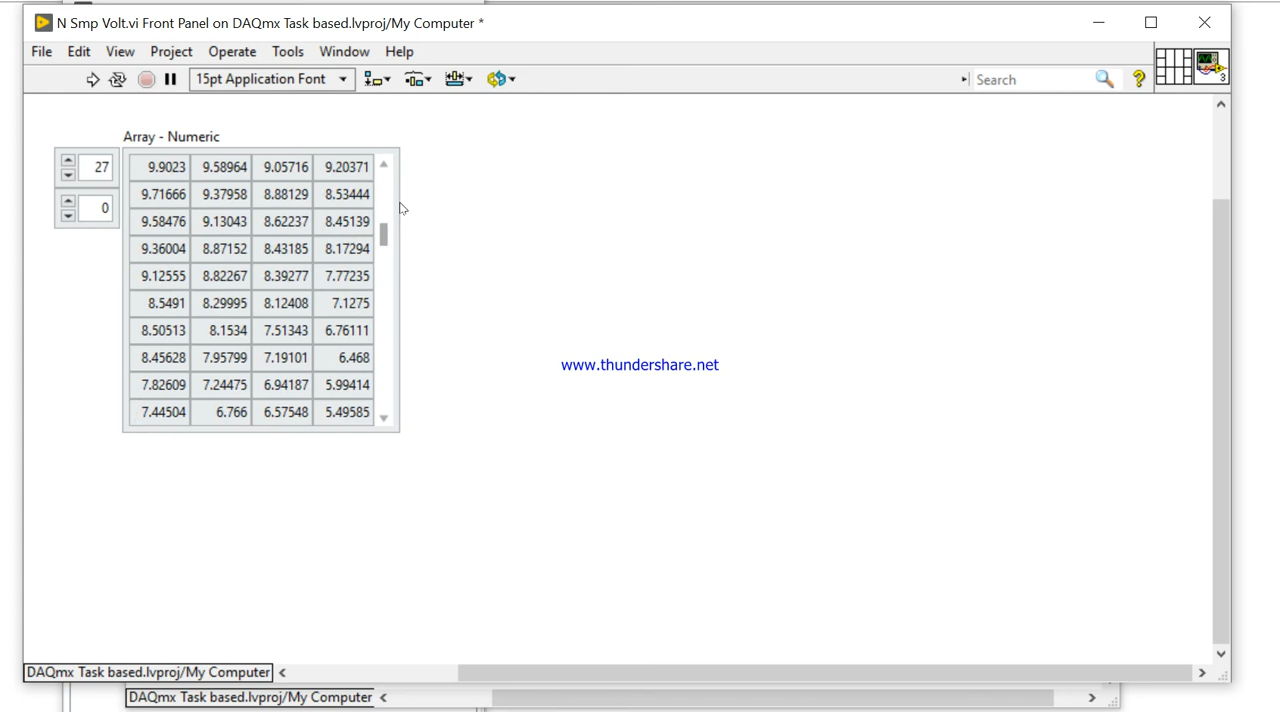 N Smp Volt.vi Front Panel on DAQmx Task based.lvproj/My Computer *
File Edit View Project Operate Tools Window Help
15pt Application Font Search ? 3
Array - Numeric
27 9.9023 9.58964 9.05716 9.20371
9.71666 9.37958 8.88129 8.53444
0 9.58476 9.13043 8.62237 8.45139
9.36004 8.87152 8.43185 8.17294
9.12555 8.82267 8.39277 7.77235
8.5491 8.29995 8.12408 7.1275
8.50513 8.1534 7.51343 6.76111
8.45628 7.95799 7.19101 6.468
7.82609 7.24475 6.94187 5.99414
7.44504 6.766 6.57548 5.49585
www.thundershare.net
DAQmx Task based.lvproj/My Computer
DAQmx Task based.lvproj/My Computer